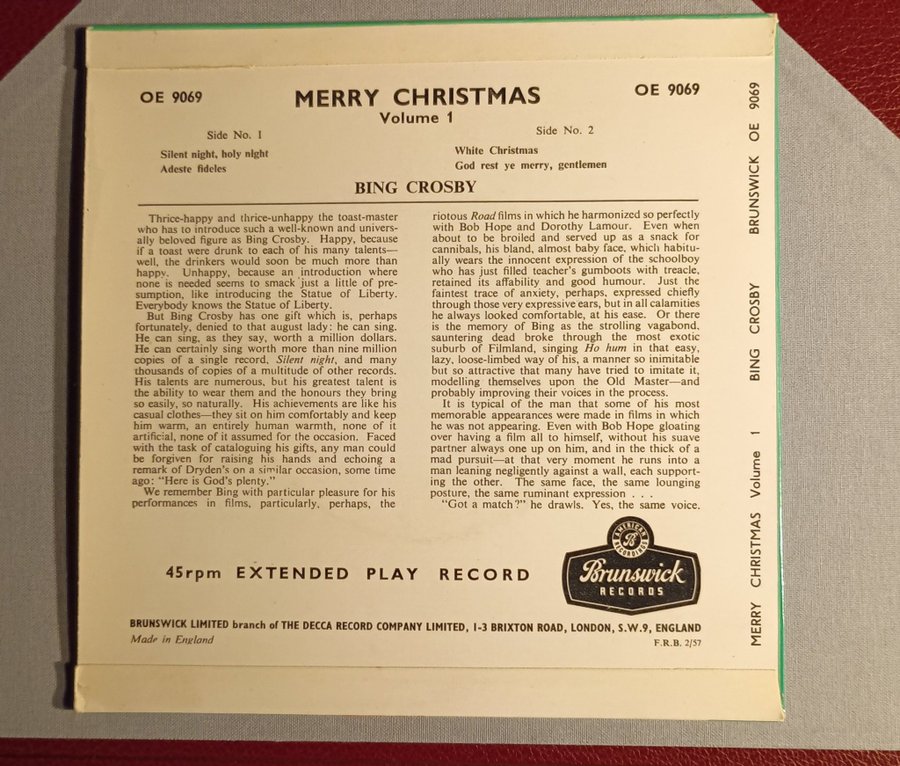 OE 9069
MERRY CHRISTMAS
OE 9069
Volume 1
Side No. 1
Silent night, holy night
Adeste fideles
Side No. 2
White Christmas
God rest ye merry, gentlemen
BING CROSBY
Thrice-happy and thrice-unhappy the toast-master
who has to introduce such a well-known and univers-
ally beloved figure as Bing Crosby. Happy, because
if a toast were drunk to each of his many talents—
well, the drinkers would soon be much more than
happy. Unhappy, because an introduction where
none is needed seems to smack just a little of pre-
sumption, like introducing the Statue of Liberty.
Everybody knows the Statue of Liberty.
But Bing Crosby has one gift which is, perhaps
fortunately, denied to that august lady: he can sing.
He can sing, as they say, worth a million dollars.
He can certainly sing worth more than nine million
copies of a single record, Silent night, and many
thousands of copies of a multitude of other records.
His talents are numerous, but his greatest talent is
the ability to wear them and the honours they bring
so easily, so naturally. His achievements are like his
casual clothes—they sit on him comfortably and keep
him warm, an entirely human warmth, none of it
artificial, none of it assumed for the occasion. Faced
with the task of cataloguing his gifts, any man could
be forgiven for raising his hands and echoing a
remark of Dryden's on a similar occasion, some time
ago: "Here is God's plenty."
We remember Bing with particular pleasure for his
performances in films, particularly, perhaps, the
riotous Road films in which he harmonized so perfectly
with Bob Hope and Dorothy Lamour. Even when
about to be broiled and served up as a snack for
cannibals, his bland, almost baby face, which habitu-
ally wears the innocent expression of the schoolboy
who has just filled teacher's gumboots with treacle,
retained its affability and good humour. Just the
faintest trace of anxiety, perhaps, expressed chiefly
through those very expressive ears, but in all calamities
he always looked comfortable, at his ease. Or there
is the memory of Bing as the strolling vagabond,
sauntering dead broke through the most exotic
suburb of Filmland, singing Ho hum in that easy,
lazy, loose-limbed way of his, a manner so inimitable
but so attractive that many have tried to imitate it,
modelling themselves upon the Old Master—and
probably improving their voices in the process.
It is typical of the man that some of his most
memorable appearances were made in films in which
he was not appearing. Even with Bob Hope gloating
over having a film all to himself, without his suave
partner always one up on him, and in the thick of a
mad pursuit—at that very moment he runs into a
man leaning negligently against a wall, each support-
ing the other. The same face, the same lounging
posture, the same ruminant expression . . .
"Got a match?" he drawls. Yes, the same voice.
45rpm EXTENDED PLAY RECORD
AMERICAN
B
RECORDINGS
Brunswick
RECORDS
BRUNSWICK LIMITED branch of THE DECCA RECORD COMPANY LIMITED, 1-3 BRIXTON ROAD, LONDON, S.W.9, ENGLAND
Made in England
F.R.B. 2/57
MERRY CHRISTMAS Volume 1 BING CROSBY BRUNSWICK OE 9069